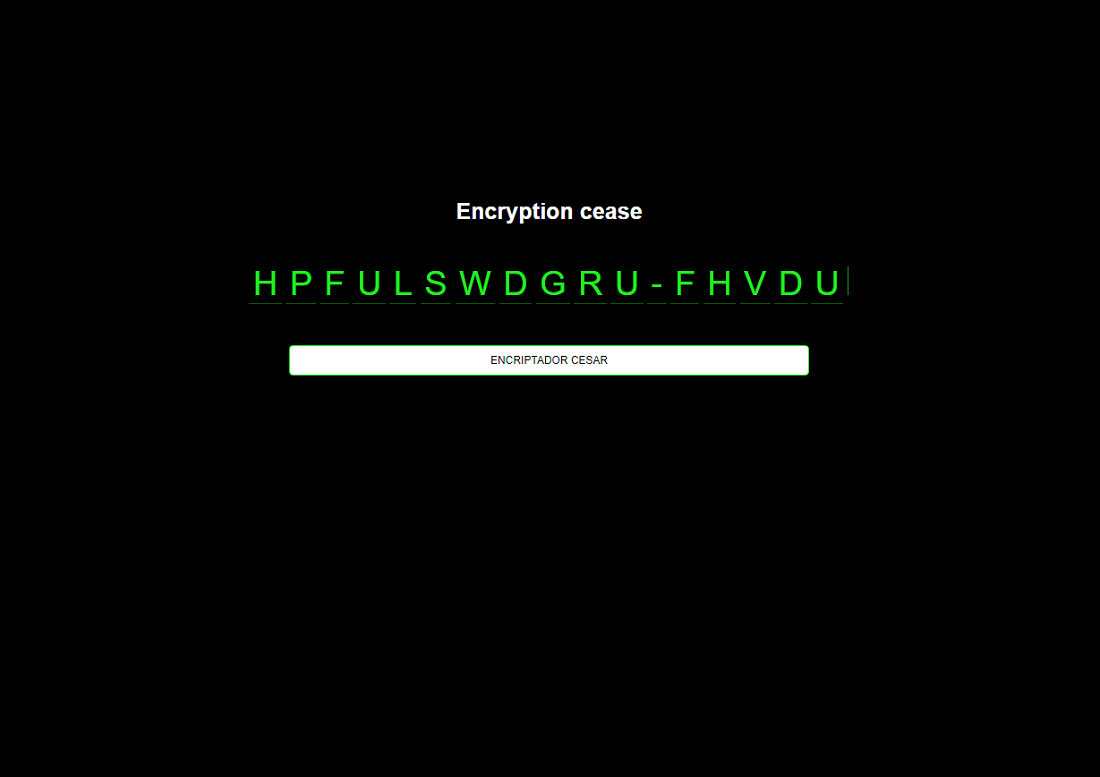 Encryption cease
H P F U L S W D G R U - F H V D U
ENCRIPTADOR CESAR